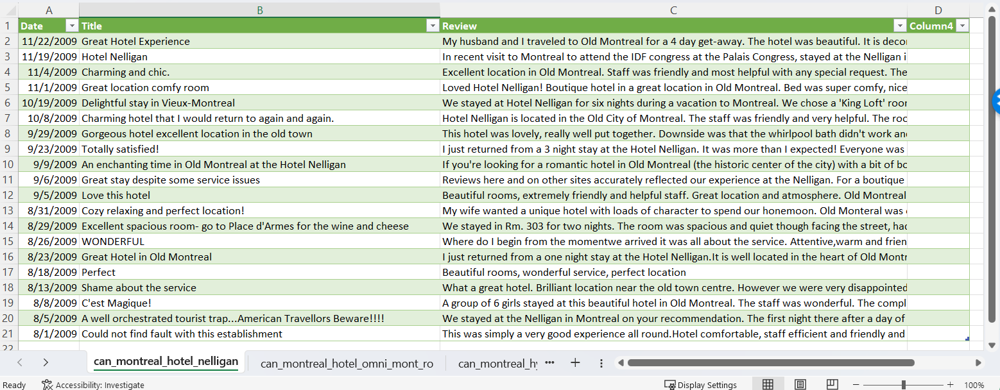 A B C D
1 Date Title Review Column4
2 11/22/2009 Great Hotel Experience My husband and I traveled to Old Montreal for a 4 day get-away. The hotel was beautiful. It is
3 11/19/2009 Hotel Nelligan In recent visit to Montreal to attend the IDF congress at the Palais Congress, stayed at the Nelligan
4 11/4/2009 Charming and chic. Excellent location in Old Montreal. Staff was friendly and most helpful with any special request. The
5 11/1/2009 Great location comfy room Loved Hotel Nelligan! Boutique hotel in a great location in Old Montreal. Bed was super comfy, nice
6 10/19/2009 Delightful stay in Vieux-Montreal We stayed at Hotel Nelligan for six nights during a vacation to Montreal. We chose a 'King Loft'
7 10/8/2009 Charming hotel that I would return to again and again. Hotel Nelligan is located in the Old City of Montreal. The staff was friendly and very helpful. The
8 9/29/2009 Gorgeous hotel excellent location in the old town This hotel was lovely, really well put together. Downside was that the whirlpool bath didn't work
9 9/23/2009 Totally satisfied! I just returned from a 3 night stay at the Hotel Nelligan. It was more than I expected! Everyone was
10 9/9/2009 An enchanting time in Old Montreal at the Hotel Nelligan If you're looking for a romantic hotel in Old Montreal (the historic center of the city) with a bit of
11 9/6/2009 Great stay despite some service issues Reviews here and on other sites accurately reflected our experience at the Nelligan. For a boutique
12 9/5/2009 Love this hotel Beautiful rooms, extremely friendly and helpful staff. Great location and atmosphere. Old Montreal
13 8/31/2009 Cozy relaxing and perfect location! My wife wanted a unique hotel with loads of character to spend our honemoon. Old Monteral was
14 8/29/2009 Excellent spacious room- go to Place d'Armes for the wine and cheese We stayed in Rm. 303 for two nights. The room was spacious and quiet though facing the street,
15 8/26/2009 WONDERFUL Where do I begin from the momentwe arrived it was all about the service. Attentive,warm and frien
16 8/23/2009 Great Hotel in Old Montreal I just returned from a one night stay at the Hotel Nelligan.It is well located in the heart of Old
17 8/18/2009 Perfect Beautiful rooms, wonderful service, perfect location
18 8/13/2009 Shame about the service What a great hotel. Brilliant location near the old town centre. However we were very disappointed
19 8/8/2009 C'est Magique! A group of 6 girls stayed at this beautiful hotel in Old Montreal. The staff was wonderful. The compl
20 8/5/2009 A well orchestrated tourist trap...American Travellors Beware!!!! We stayed at the Nelligan in Montreal on your recommendation. The first night there after a day of
21 8/1/2009 Could not find fault with this establishment This was simply a very good experience all round.Hotel comfortable, staff efficient and friendly and
22
can_montreal_hotel_nelligan can_montreal_hotel_omni_mont_ro can_montreal_hy
Ready Accessibility: Investigate Display Settings 100%